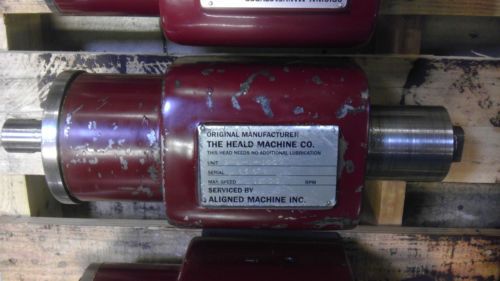 ORIGINAL MANUFACTURER
THE HEALD MACHINE CO.
THIS HEAD NEEDS NO ADDITIONAL LUBRICATION
UNIT
SERIAL
MAX. SPEED RPM
SERVICED BY
ALIGNED MACHINE INC.